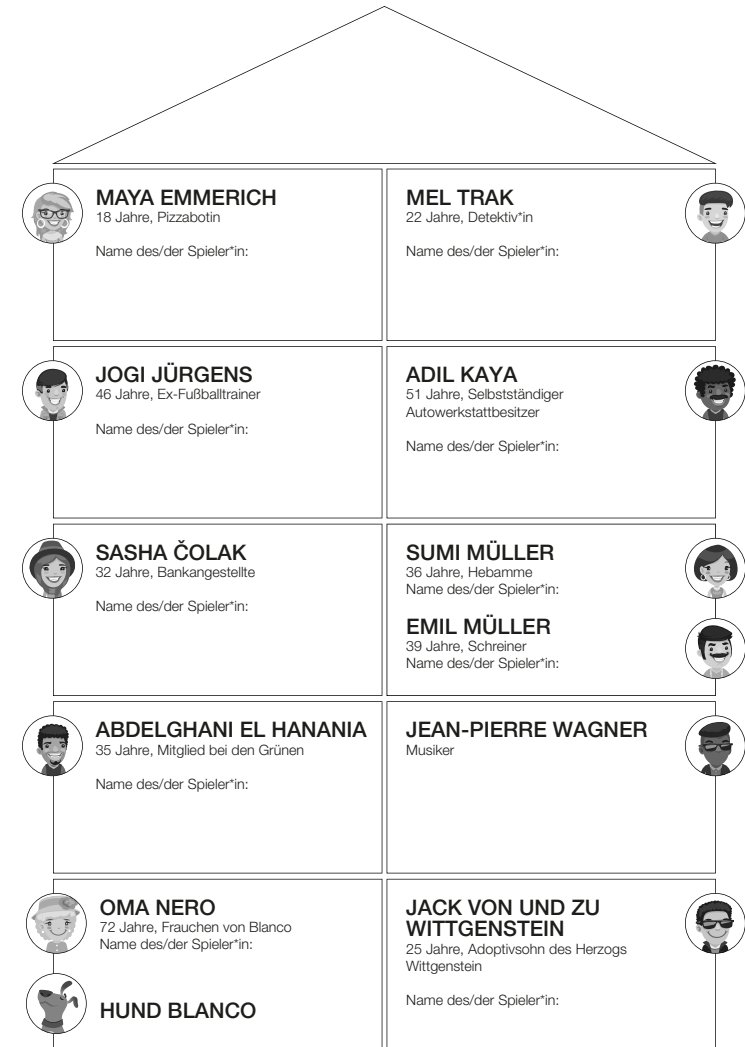 MAYA EMMERICH
18 Jahre, Pizzabotin
Name des/der Spieler*in:
MEL TRAK
22 Jahre, Detektiv*in
Name des/der Spieler*in:
JOGI JÜRGENS
46 Jahre, Ex-Fußballtrainer
Name des/der Spieler*in:
ADIL KAYA
51 Jahre, Selbstständiger
Autowerkstattbesitzer
Name des/der Spieler*in:
SASHA ČOLAK
32 Jahre, Bankangestellte
Name des/der Spieler*in:
SUMI MÜLLER
36 Jahre, Hebamme
Name des/der Spieler*in:
EMIL MÜLLER
39 Jahre, Schreiner
Name des/der Spieler*in:
ABDELGHANI EL HANANIA
35 Jahre, Mitglied bei den Grünen
Name des/der Spieler*in:
JEAN-PIERRE WAGNER
Musiker
OMA NERO
72 Jahre, Frauchen von Blanco
Name des/der Spieler*in:
HUND BLANCO
JACK VON UND ZU
WITTGENSTEIN
25 Jahre, Adoptivsohn des Herzogs
Wittgenstein
Name des/der Spieler*in: